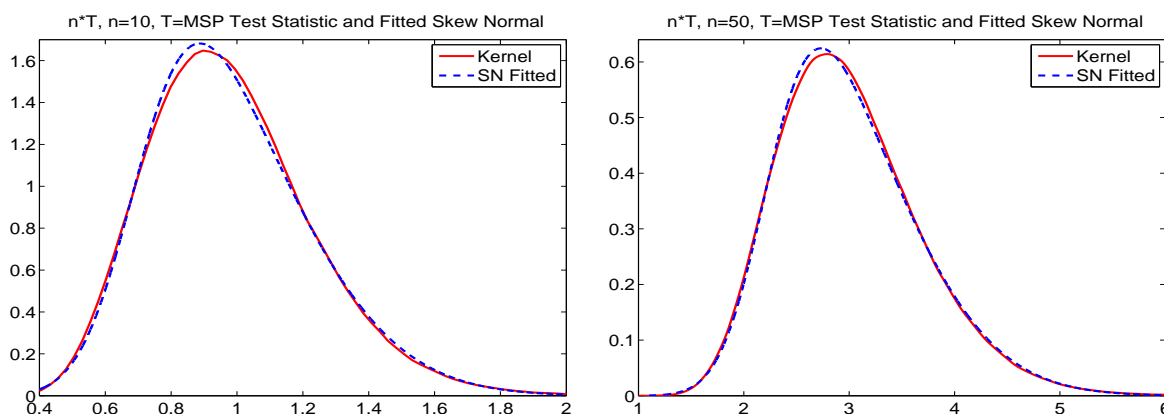 n*T, n=10, T=MSP Test Statistic and Fitted Skew Normal
Kernel
SN Fitted
1.6
1.4
1.2
1
0.8
0.6
0.4
0.2
0
0.4 0.6 0.8 1 1.2 1.4 1.6 1.8 2
n*T, n=50, T=MSP Test Statistic and Fitted Skew Normal
Kernel
SN Fitted
0.6
0.5
0.4
0.3
0.2
0.1
0
1 2 3 4 5 6